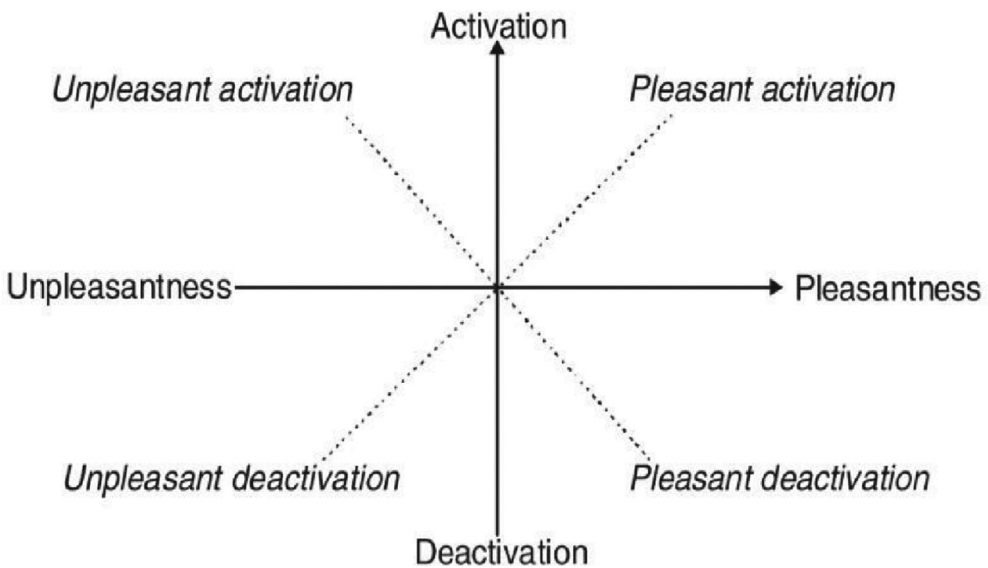 Activation
Unpleasant activation
Pleasant activation
Unpleasantness
Pleasantness
Unpleasant deactivation
Pleasant deactivation
Deactivation